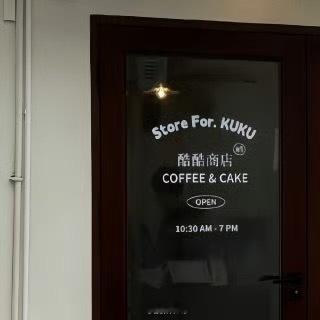 Store For. KUKU
酷酷商店
COFFEE & CAKE
OPEN
10:30 AM - 7 PM